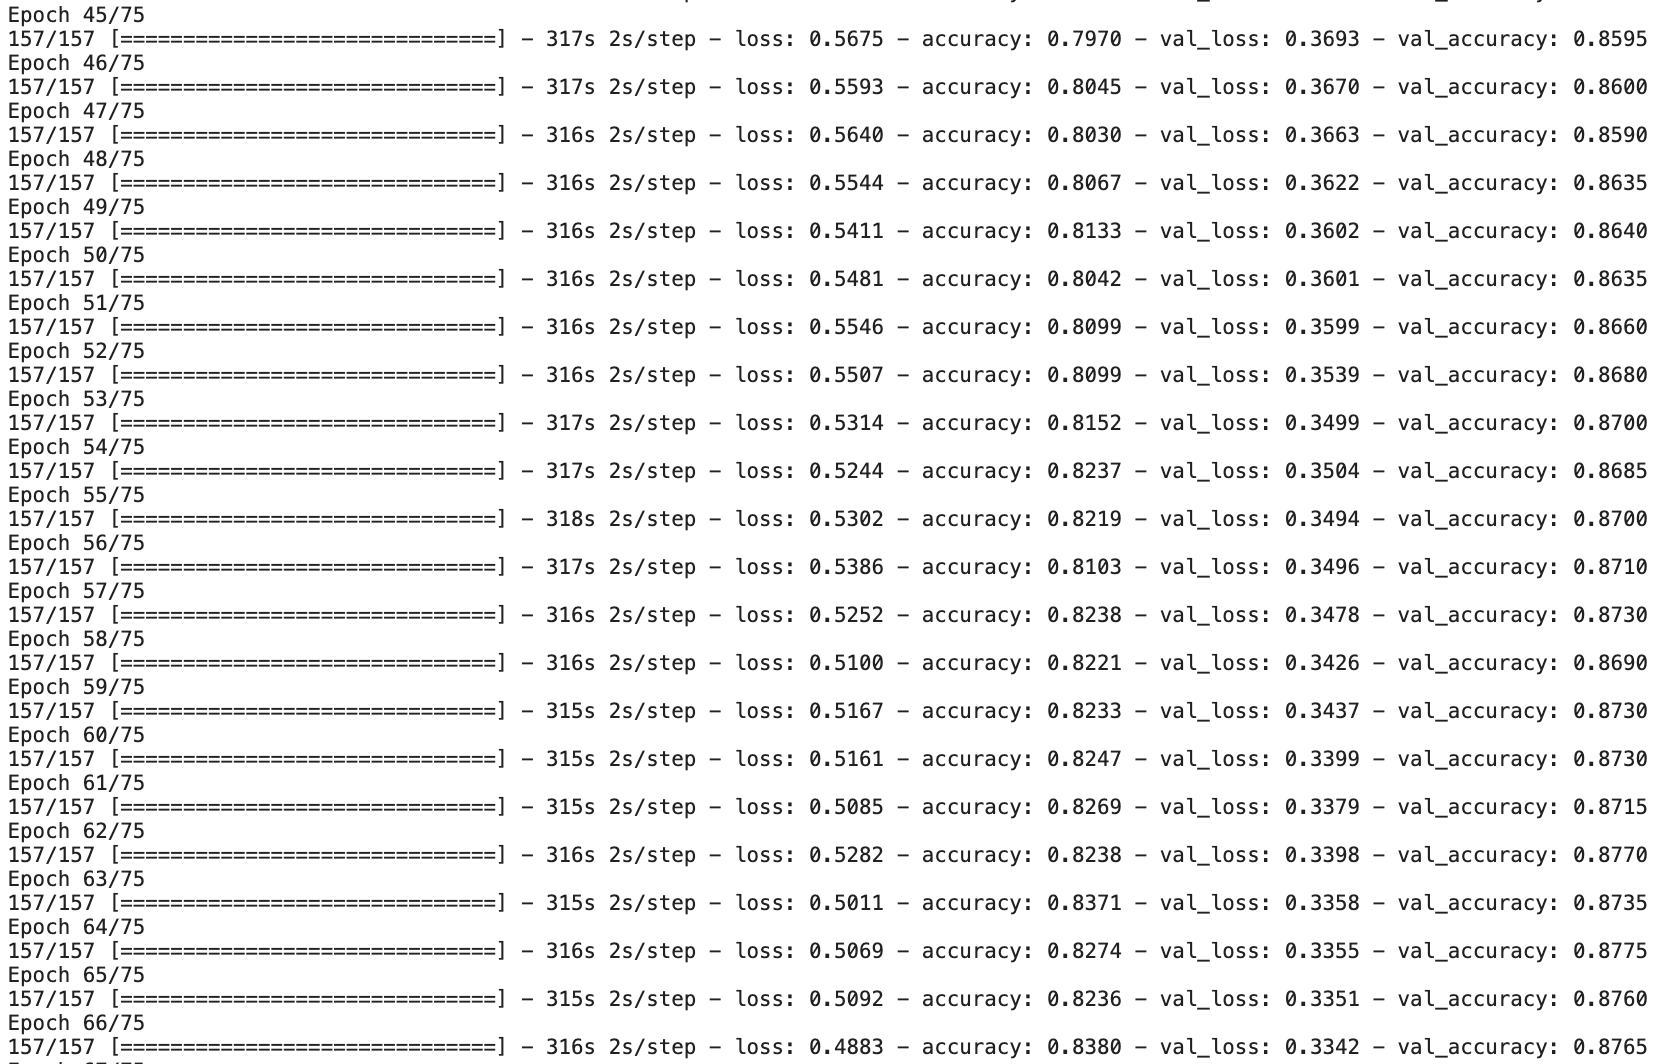 Epoch 45/75
157/157 [==============================] - 317s 2s/step - loss: 0.5675 - accuracy: 0.7970 - val_loss: 0.3693 - val_accuracy: 0.8595
Epoch 46/75
157/157 [==============================] - 317s 2s/step - loss: 0.5593 - accuracy: 0.8045 - val_loss: 0.3670 - val_accuracy: 0.8600
Epoch 47/75
157/157 [==============================] - 316s 2s/step - loss: 0.5640 - accuracy: 0.8030 - val_loss: 0.3663 - val_accuracy: 0.8590
Epoch 48/75
157/157 [==============================] - 316s 2s/step - loss: 0.5544 - accuracy: 0.8067 - val_loss: 0.3622 - val_accuracy: 0.8635
Epoch 49/75
157/157 [==============================] - 316s 2s/step - loss: 0.5411 - accuracy: 0.8133 - val_loss: 0.3602 - val_accuracy: 0.8640
Epoch 50/75
157/157 [==============================] - 316s 2s/step - loss: 0.5481 - accuracy: 0.8042 - val_loss: 0.3601 - val_accuracy: 0.8635
Epoch 51/75
157/157 [==============================] - 316s 2s/step - loss: 0.5546 - accuracy: 0.8099 - val_loss: 0.3599 - val_accuracy: 0.8660
Epoch 52/75
157/157 [==============================] - 316s 2s/step - loss: 0.5507 - accuracy: 0.8099 - val_loss: 0.3539 - val_accuracy: 0.8680
Epoch 53/75
157/157 [==============================] - 317s 2s/step - loss: 0.5314 - accuracy: 0.8152 - val_loss: 0.3499 - val_accuracy: 0.8700
Epoch 54/75
157/157 [==============================] - 317s 2s/step - loss: 0.5244 - accuracy: 0.8237 - val_loss: 0.3504 - val_accuracy: 0.8685
Epoch 55/75
157/157 [==============================] - 318s 2s/step - loss: 0.5302 - accuracy: 0.8219 - val_loss: 0.3494 - val_accuracy: 0.8700
Epoch 56/75
157/157 [==============================] - 317s 2s/step - loss: 0.5386 - accuracy: 0.8103 - val_loss: 0.3496 - val_accuracy: 0.8710
Epoch 57/75
157/157 [==============================] - 316s 2s/step - loss: 0.5252 - accuracy: 0.8238 - val_loss: 0.3478 - val_accuracy: 0.8730
Epoch 58/75
157/157 [==============================] - 316s 2s/step - loss: 0.5100 - accuracy: 0.8221 - val_loss: 0.3426 - val_accuracy: 0.8690
Epoch 59/75
157/157 [==============================] - 315s 2s/step - loss: 0.5167 - accuracy: 0.8233 - val_loss: 0.3437 - val_accuracy: 0.8730
Epoch 60/75
157/157 [==============================] - 315s 2s/step - loss: 0.5161 - accuracy: 0.8247 - val_loss: 0.3399 - val_accuracy: 0.8730
Epoch 61/75
157/157 [==============================] - 315s 2s/step - loss: 0.5085 - accuracy: 0.8269 - val_loss: 0.3379 - val_accuracy: 0.8715
Epoch 62/75
157/157 [==============================] - 316s 2s/step - loss: 0.5282 - accuracy: 0.8238 - val_loss: 0.3398 - val_accuracy: 0.8770
Epoch 63/75
157/157 [==============================] - 315s 2s/step - loss: 0.5011 - accuracy: 0.8371 - val_loss: 0.3358 - val_accuracy: 0.8735
Epoch 64/75
157/157 [==============================] - 316s 2s/step - loss: 0.5069 - accuracy: 0.8274 - val_loss: 0.3355 - val_accuracy: 0.8775
Epoch 65/75
157/157 [==============================] - 315s 2s/step - loss: 0.5092 - accuracy: 0.8236 - val_loss: 0.3351 - val_accuracy: 0.8760
Epoch 66/75
157/157 [==============================] - 316s 2s/step - loss: 0.4883 - accuracy: 0.8380 - val_loss: 0.3342 - val_accuracy: 0.8765